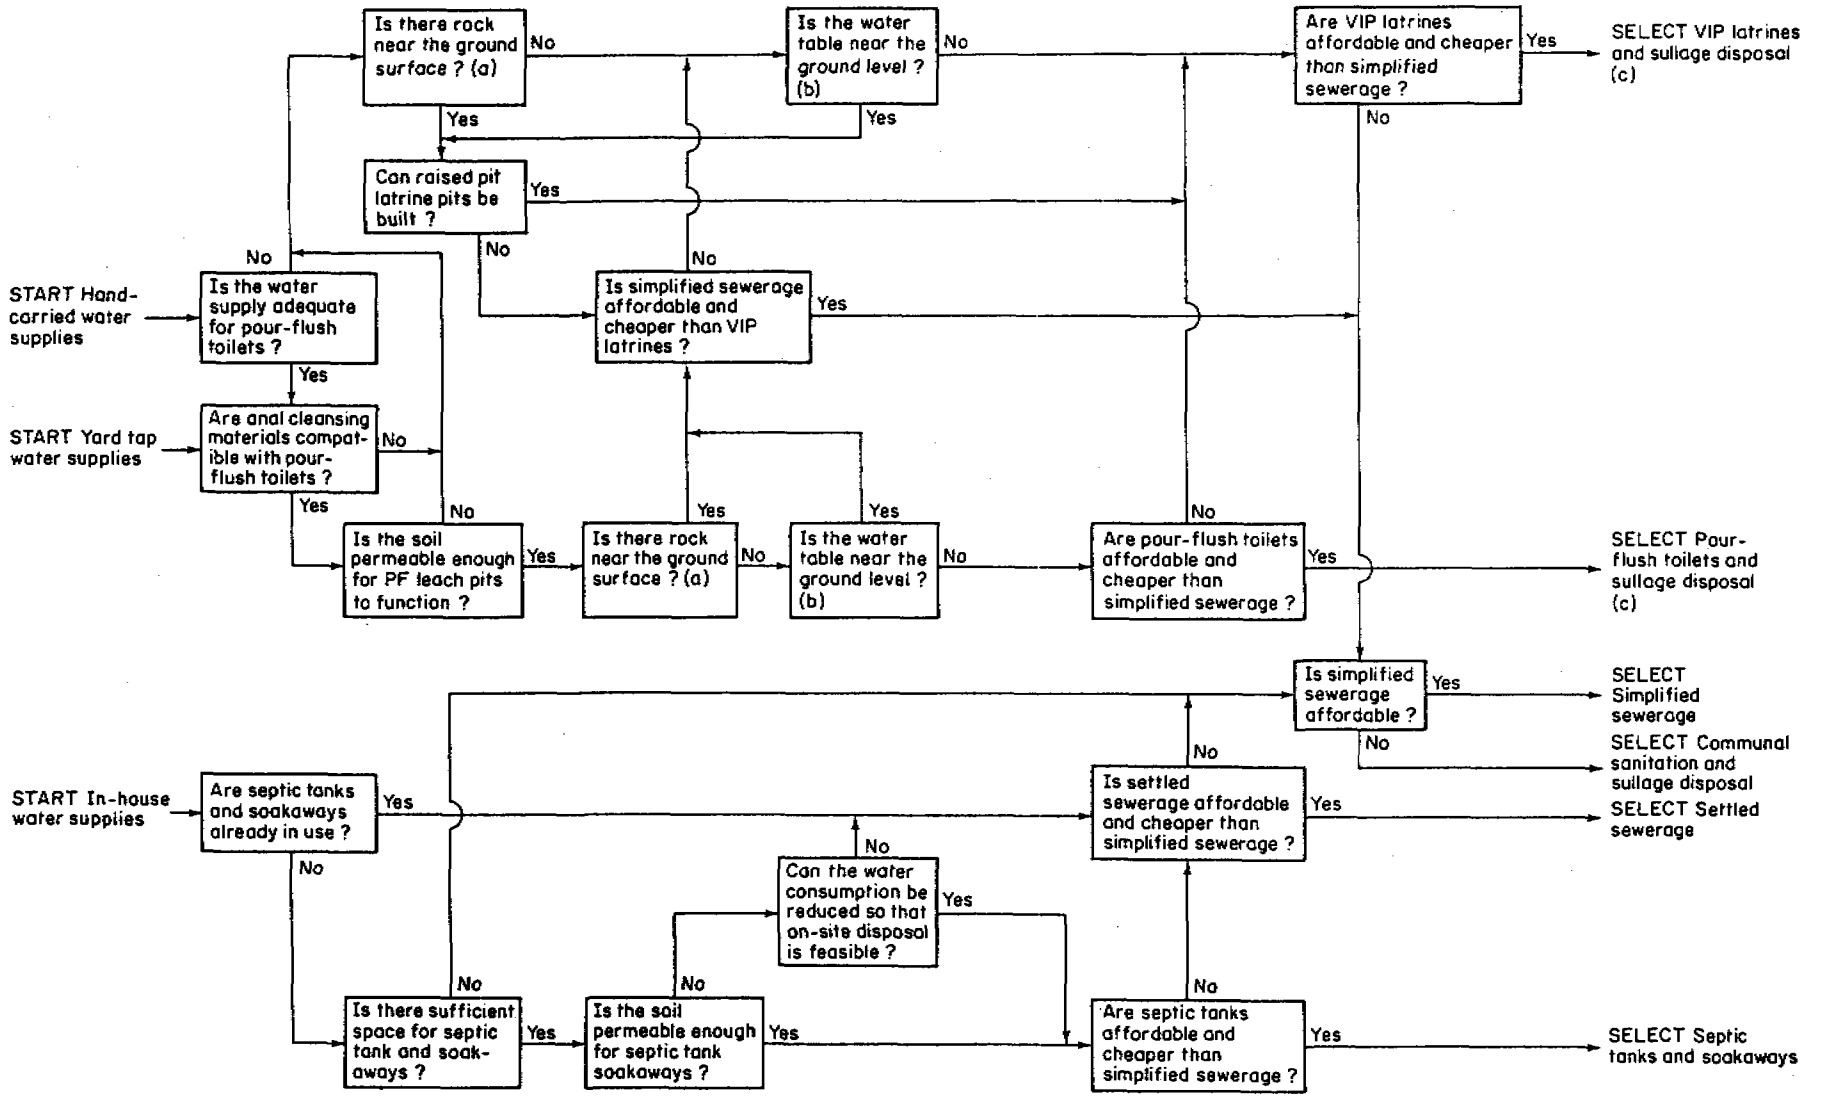 Is there rock
near the ground
surface ? (a)
No
Yes
Is the water
table near the
ground level ?
(b)
No
Yes
Are VIP latrines
affordable and cheaper
than simplified
sewerage ?
Yes
No
SELECT VIP latrines
and sullage disposal
(c)
Can raised pit
latrine pits be
built ?
Yes
No
START Hand-
carried water
supplies
No
Is the water
supply adequate
for pour-flush
toilets ?
Yes
No
Is simplified sewerage
affordable and
cheaper than VIP
latrines ?
Yes
START Yard tap
water supplies
Are anal cleansing
materials compat-
ible with pour-
flush toilets ?
No
Yes
No
Is the soil
permeable enough
for PF leach pits
to function ?
Yes
Yes
Is there rock
near the ground
surface ? (a)
No
Yes
Is the water
table near the
ground level ?
(b)
No
No
Are pour-flush toilets
affordable and
cheaper than
simplified sewerage ?
Yes
SELECT Pour-
flush toilets and
sullage disposal
(c)
Is simplified
sewerage
affordable ?
Yes
No
SELECT
Simplified
sewerage
SELECT Communal
sanitation and
sullage disposal
START In-house
water supplies
Are septic tanks
and soakaways
already in use ?
Yes
No
No
Is settled
sewerage affordable
and cheaper than
simplified sewerage ?
Yes
SELECT Settled
sewerage
No
Can the water
consumption be
reduced so that
on-site disposal
is feasible ?
Yes
No
Is there sufficient
space for septic
tank and soak-
aways ?
Yes
No
Is the soil
permeable enough
for septic tank
soakaways ?
Yes
No
Are septic tanks
affordable and
cheaper than
simplified sewerage ?
Yes
SELECT Septic
tanks and soakaways